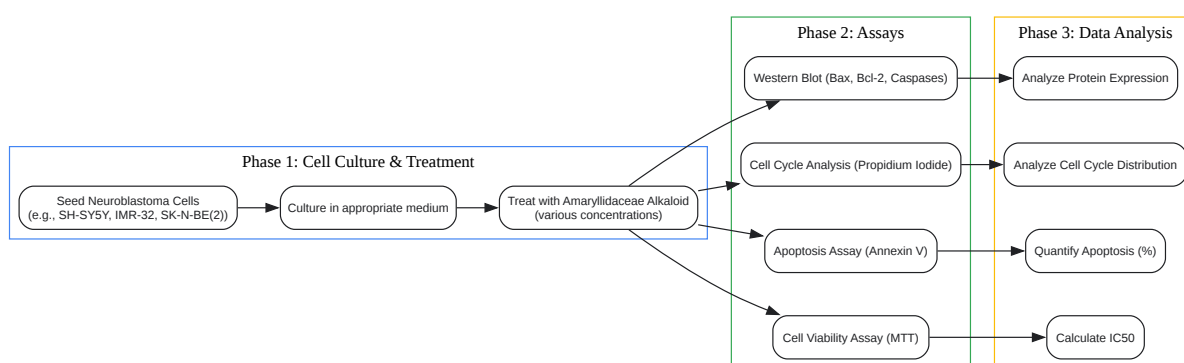 Phase 1: Cell Culture & Treatment
Seed Neuroblastoma Cells
(e.g., SH-SY5Y, IMR-32, SK-N-BE(2))
Culture in appropriate medium
Treat with Amaryllidaceae Alkaloid
(various concentrations)
Phase 2: Assays
Western Blot (Bax, Bcl-2, Caspases)
Cell Cycle Analysis (Propidium Iodide)
Apoptosis Assay (Annexin V)
Cell Viability Assay (MTT)
Phase 3: Data Analysis
Analyze Protein Expression
Analyze Cell Cycle Distribution
Quantify Apoptosis (%)
Calculate IC50